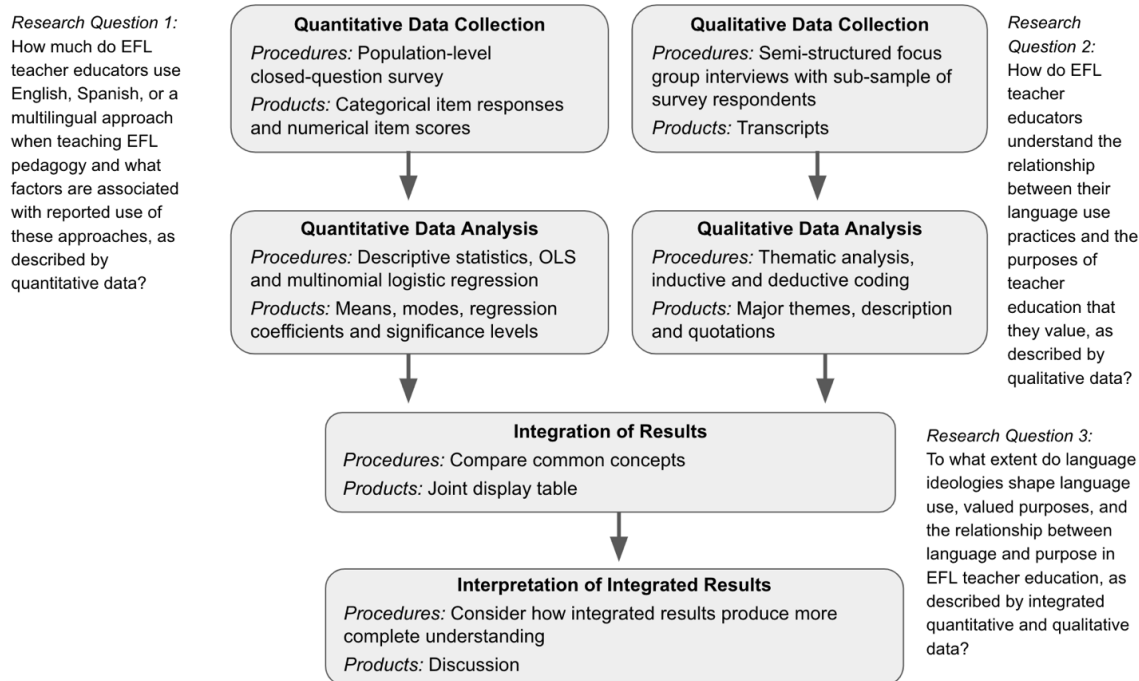 Research Question 1:
How much do EFL
teacher educators use
English, Spanish, or a
multilingual approach
when teaching EFL
pedagogy and what
factors are associated
with reported use of
these approaches, as
described by
quantitative data?
Quantitative Data Collection
Procedures: Population-level
closed-question survey
Products: Categorical item responses
and numerical item scores
Qualitative Data Collection
Procedures: Semi-structured focus
group interviews with sub-sample of
survey respondents
Products: Transcripts
Research
Question 2:
How do EFL
teacher
educators
understand the
relationship
between their
language use
practices and the
purposes of
teacher
education that
they value, as
described by
qualitative data?
Quantitative Data Analysis
Procedures: Descriptive statistics, OLS
and multinomial logistic regression
Products: Means, modes, regression
coefficients and significance levels
Qualitative Data Analysis
Procedures: Thematic analysis,
inductive and deductive coding
Products: Major themes, description
and quotations
Integration of Results
Procedures: Compare common concepts
Products: Joint display table
Research Question 3:
To what extent do language
ideologies shape language
use, valued purposes, and
the relationship between
language and purpose in
EFL teacher education, as
described by integrated
quantitative and qualitative
data?
Interpretation of Integrated Results
Procedures: Consider how integrated results produce more
complete understanding
Products: Discussion